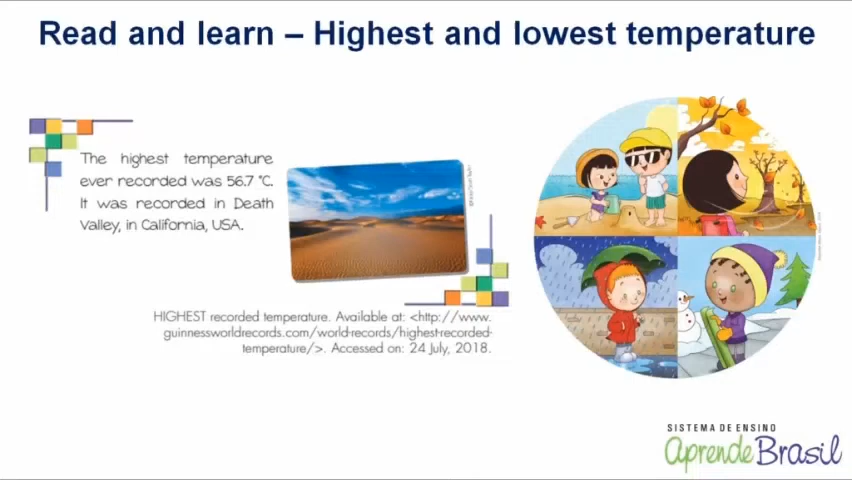 Read and learn – Highest and lowest temperature
The highest temperature
ever recorded was 56.7 °C.
It was recorded in Death
Valley, in California, USA.
HIGHEST recorded temperature. Available at: <http://www.
guinnessworldrecords.com/world-records/highest-recorded-
temperature/>. Accessed on: 24 July, 2018.
SISTEMA DE ENSINO
aprendeBrasil